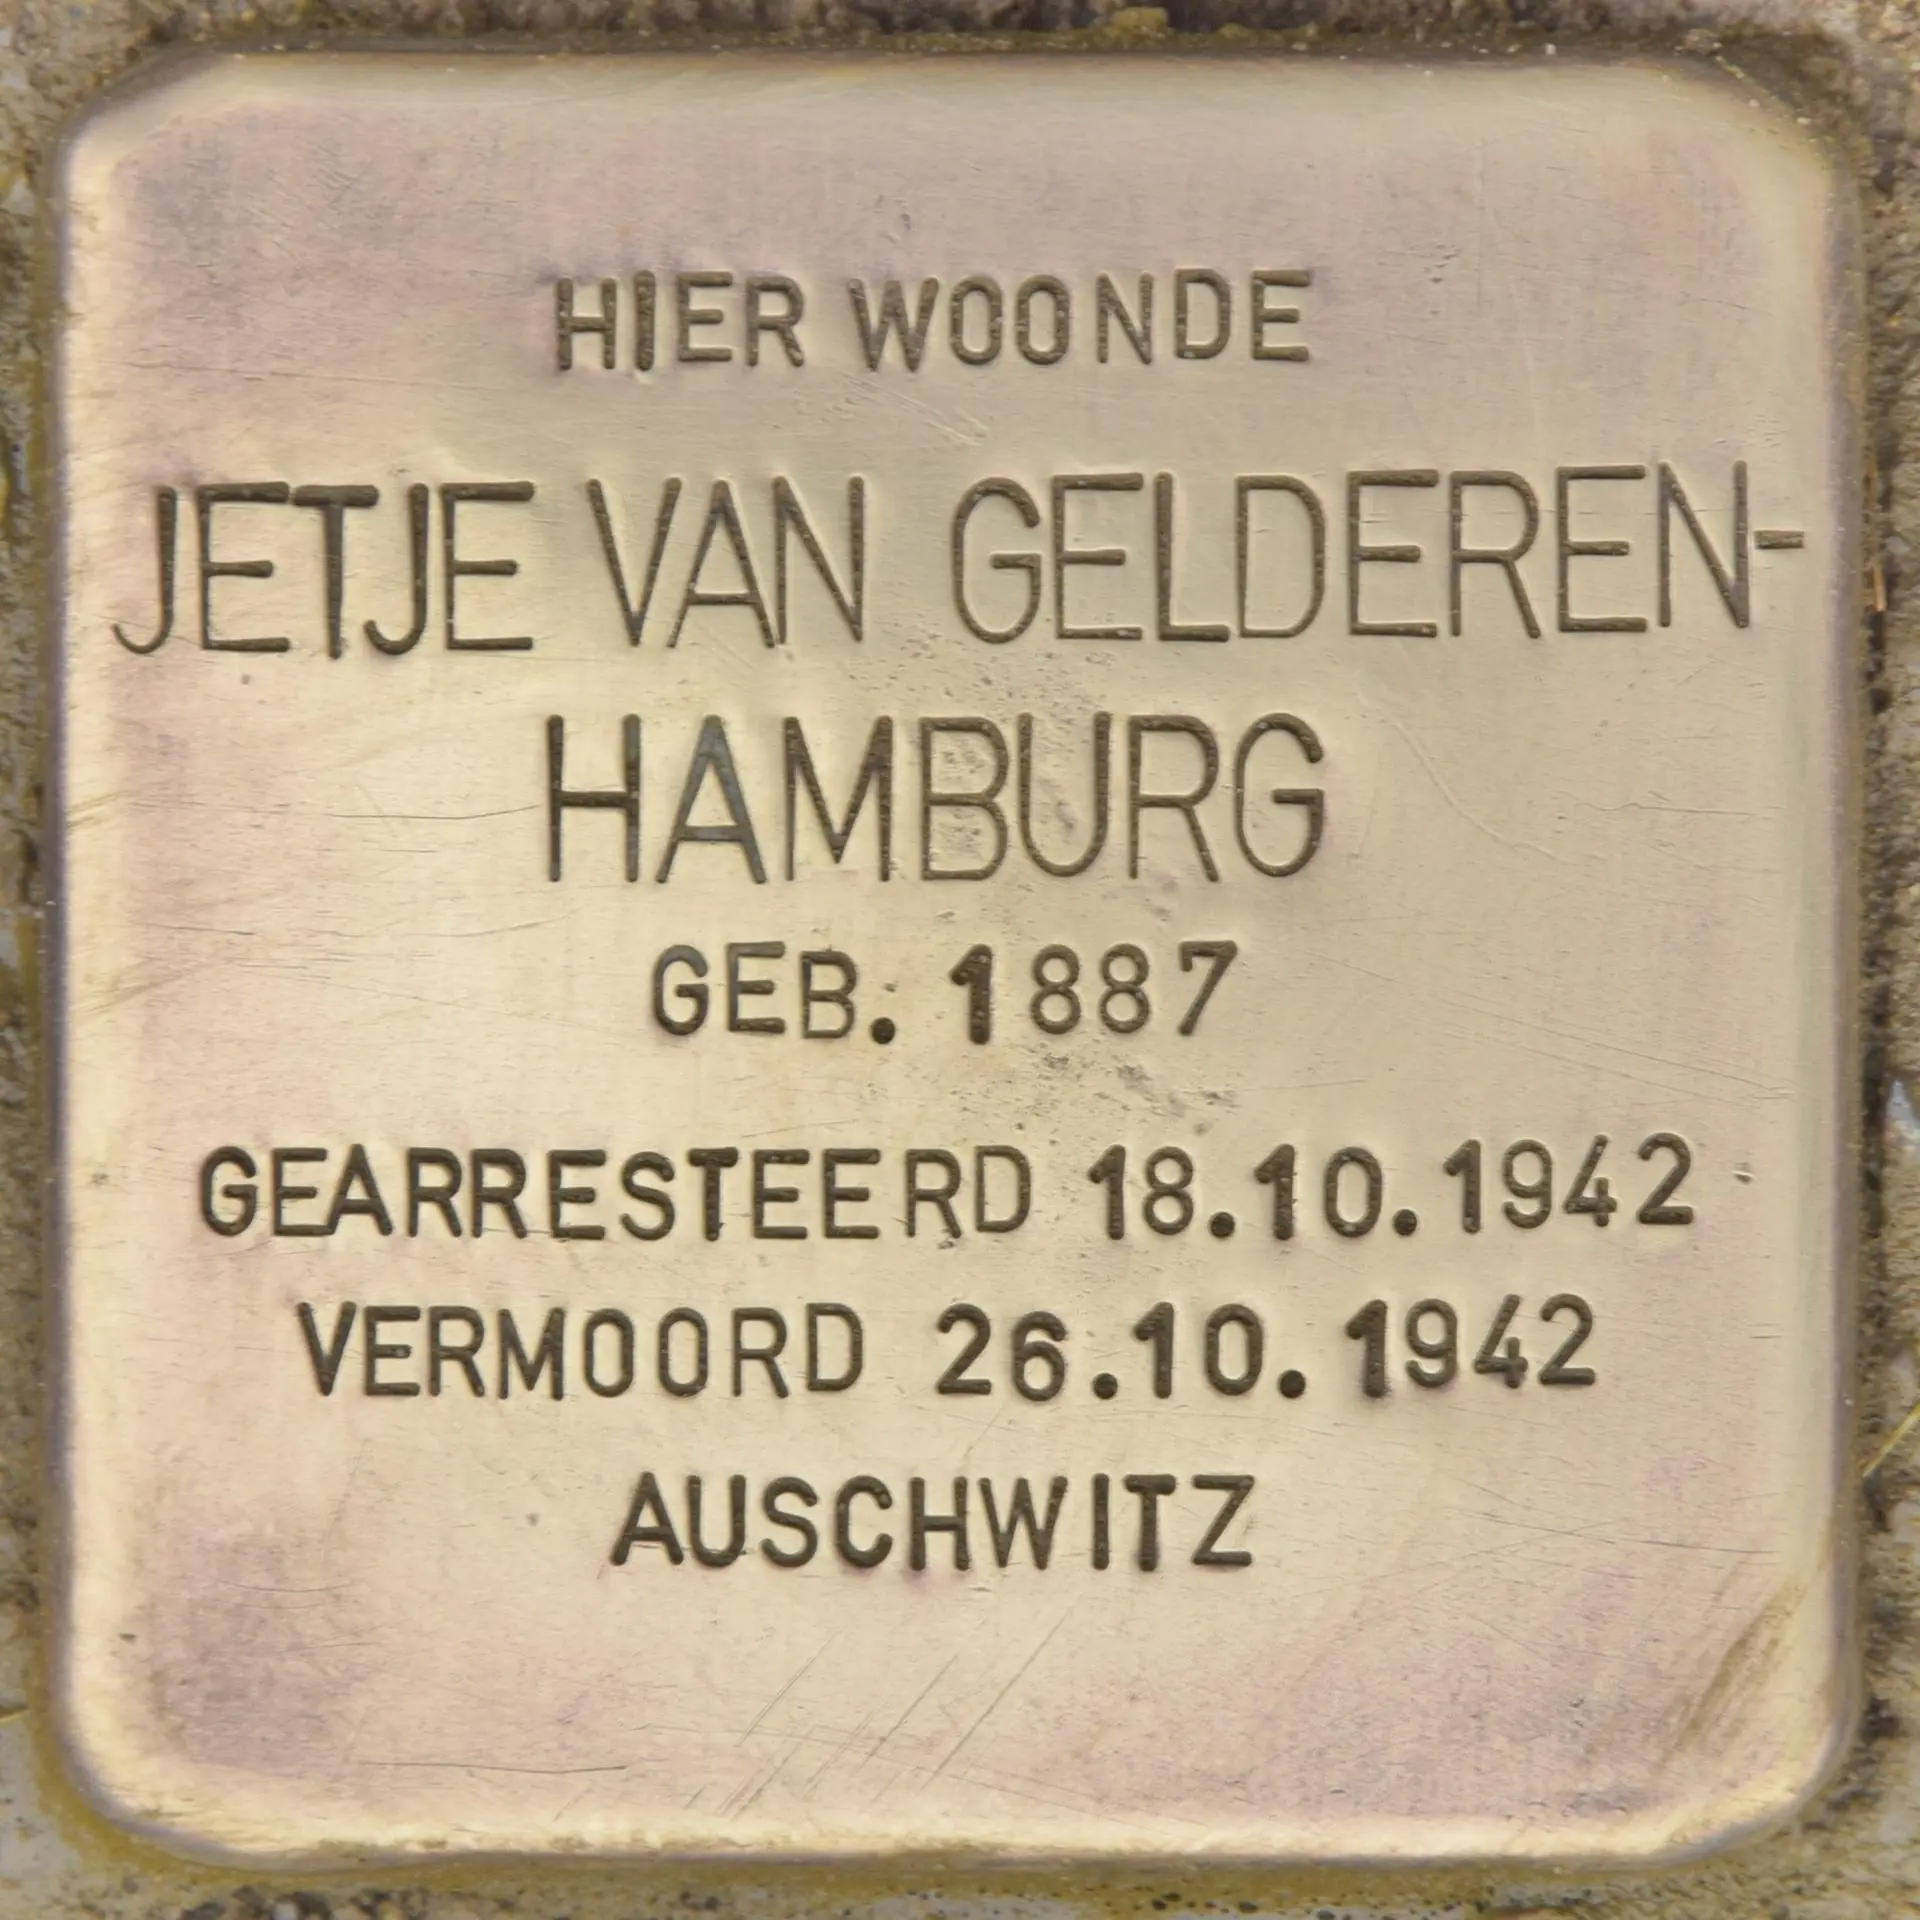 HIER WOONDE
JETJE VAN GELDEREN-
HAMBURG
GEB. 1887
GEARRESTEERD 18.10.1942
VERMOORD 26.10.1942
AUSCHWITZ